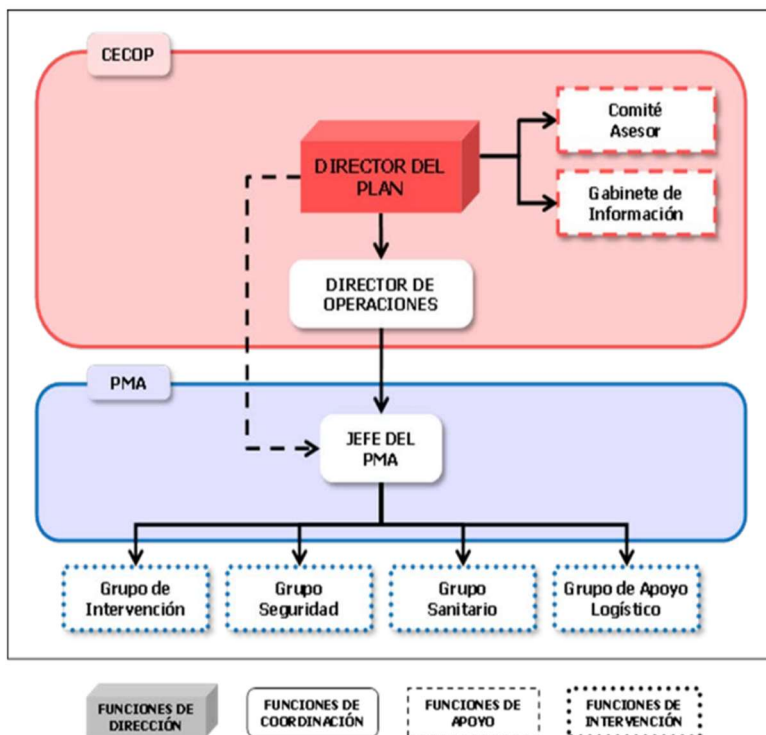 CECOP
Comité
Asesor
DIRECTOR DEL
PLAN
Gabinete de
Información
DIRECTOR DE
OPERACIONES
PMA
JEFE DEL
PMA
Grupo de
Intervención
Grupo
Seguridad
Grupo
Sanitario
Grupo de Apoyo
Logístico
FUNCIONES DE
DIRECCIÓN
FUNCIONES DE
COORDINACIÓN
FUNCIONES DE
APOYO
FUNCIONES DE
INTERVENCIÓN